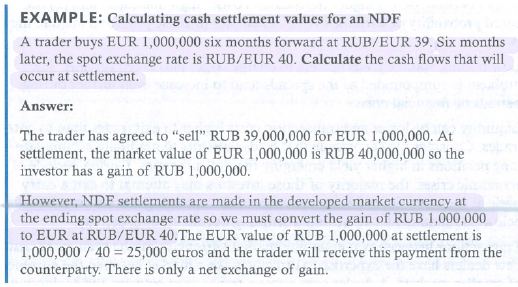 EXAMPLE: Calculating cash settlement values for an NDF
A trader buys EUR 1,000,000 six months forward at RUB/EUR 39. Six months
later, the spot exchange rate is RUB/EUR 40. Calculate the cash flows that will
occur at settlement.
Answer:
The trader has agreed to “sell” RUB 39,000,000 for EUR 1,000,000. At
settlement, the market value of EUR 1,000,000 is RUB 40,000,000 so the
investor has a gain of RUB 1,000,000.
However, NDF settlements are made in the developed market currency at
the ending spot exchange rate so we must convert the gain of RUB 1,000,000
to EUR at RUB/EUR 40.The EUR value of RUB 1,000,000 at settlement is
1,000,000 / 40 = 25,000 euros and the trader will receive this payment from the
counterparty. There is only a net exchange of gain.